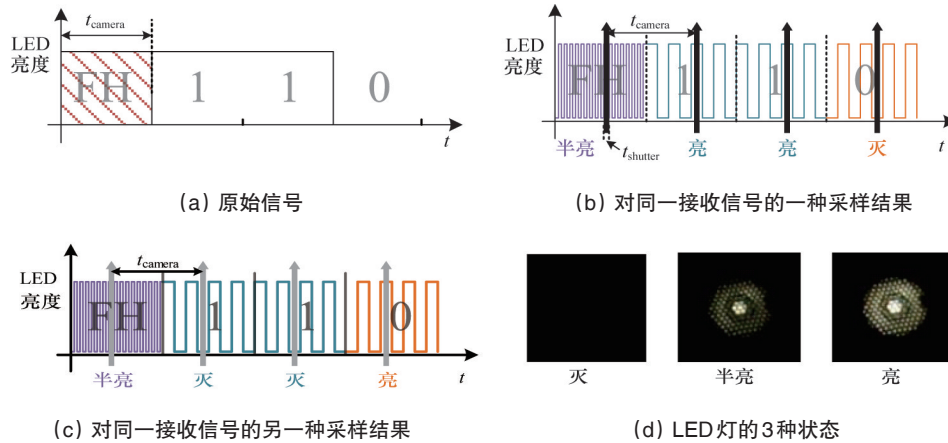 t_camera
LED
亮度
FH 1 1 0
t
(a) 原始信号
t_camera
LED
亮度
FH 1 1 0
t
半亮 t_shutter 亮 亮 灭
(b) 对同一接收信号的一种采样结果
t_camera
LED
亮度
FH 1 1 0
半亮 灭 灭 亮 t
(c) 对同一接收信号的另一种采样结果
灭 半亮 亮
(d) LED灯的3种状态